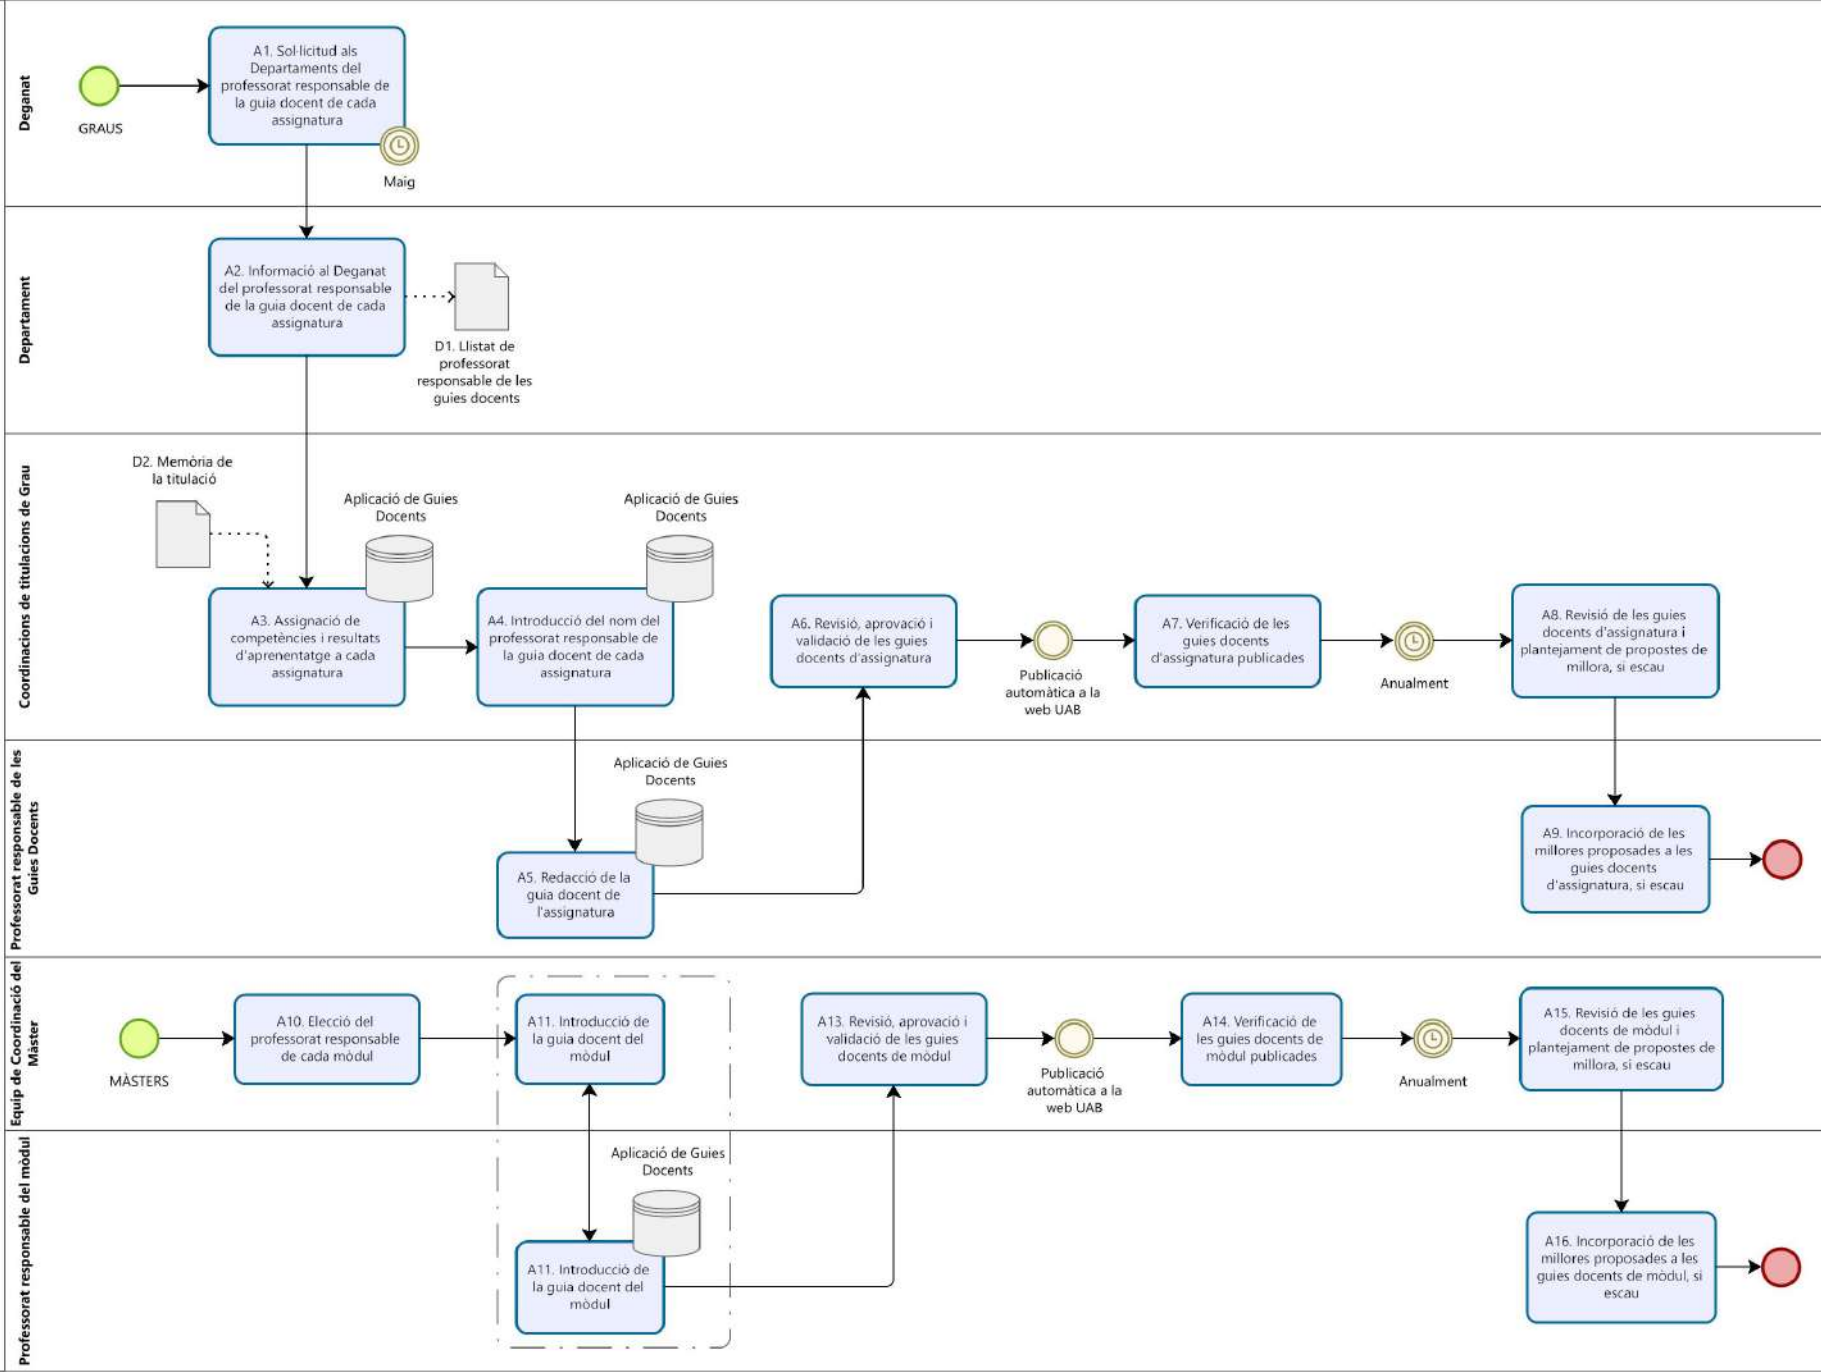 Deganat
GRAUS
A1. Sol·licitud als
Departaments del
professorat responsable de
la guia docent de cada
assignatura
Maig
Departament
A2. Informació al Deganat
del professorat responsable
de la guia docent de cada
assignatura
D1. Llistat de
professorat
responsable de les
guies docents
Coordinacions de titulacions de Grau
D2. Memòria de
la titulació
Aplicació de Guies
Docents
A3. Assignació de
competències i resultats
d'aprenentatge a cada
assignatura
Aplicació de Guies
Docents
A4. Introducció del nom del
professorat responsable de
la guia docent de cada
assignatura
A6. Revisió, aprovació i
validació de les guies
docents d'assignatura
Publicació
automàtica a la
web UAB
A7. Verificació de les
guies docents
d'assignatura publicades
Anualment
A8. Revisió de les guies
docents d'assignatura i
plantejament de propostes de
millora, si escau
Professorat responsable de les
Guies Docents
Aplicació de Guies
Docents
A5. Redacció de la
guia docent de
l'assignatura
A9. Incorporació de les
millores proposades a les
guies docents
d'assignatura, si escau
Equip de Coordinació del
Màster
MÀSTERS
A10. Elecció del
professorat responsable
de cada mòdul
A11. Introducció de
la guia docent del
mòdul
A13. Revisió, aprovació i
validació de les guies
docents de mòdul
Publicació
automàtica a la
web UAB
A14. Verificació de
les guies docents de
mòdul publicades
Anualment
A15. Revisió de les guies
docents de mòdul i
plantejament de propostes de
millora, si escau
Professorat responsable del mòdul
Aplicació de Guies
Docents
A11. Introducció de
la guia docent del
mòdul
A16. Incorporació de les
millores proposades a les
guies docents de mòdul, si
escau